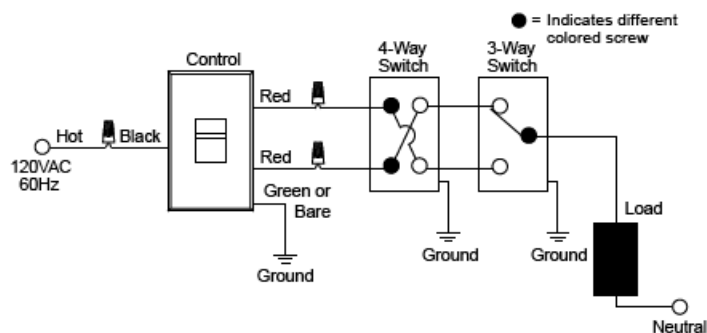 = Indicates different
colored screw
Control
4-Way
Switch
3-Way
Switch
Red
Hot
Black
120VAC
60Hz
Red
Green or
Bare
Ground
Ground
Ground
Load
Neutral